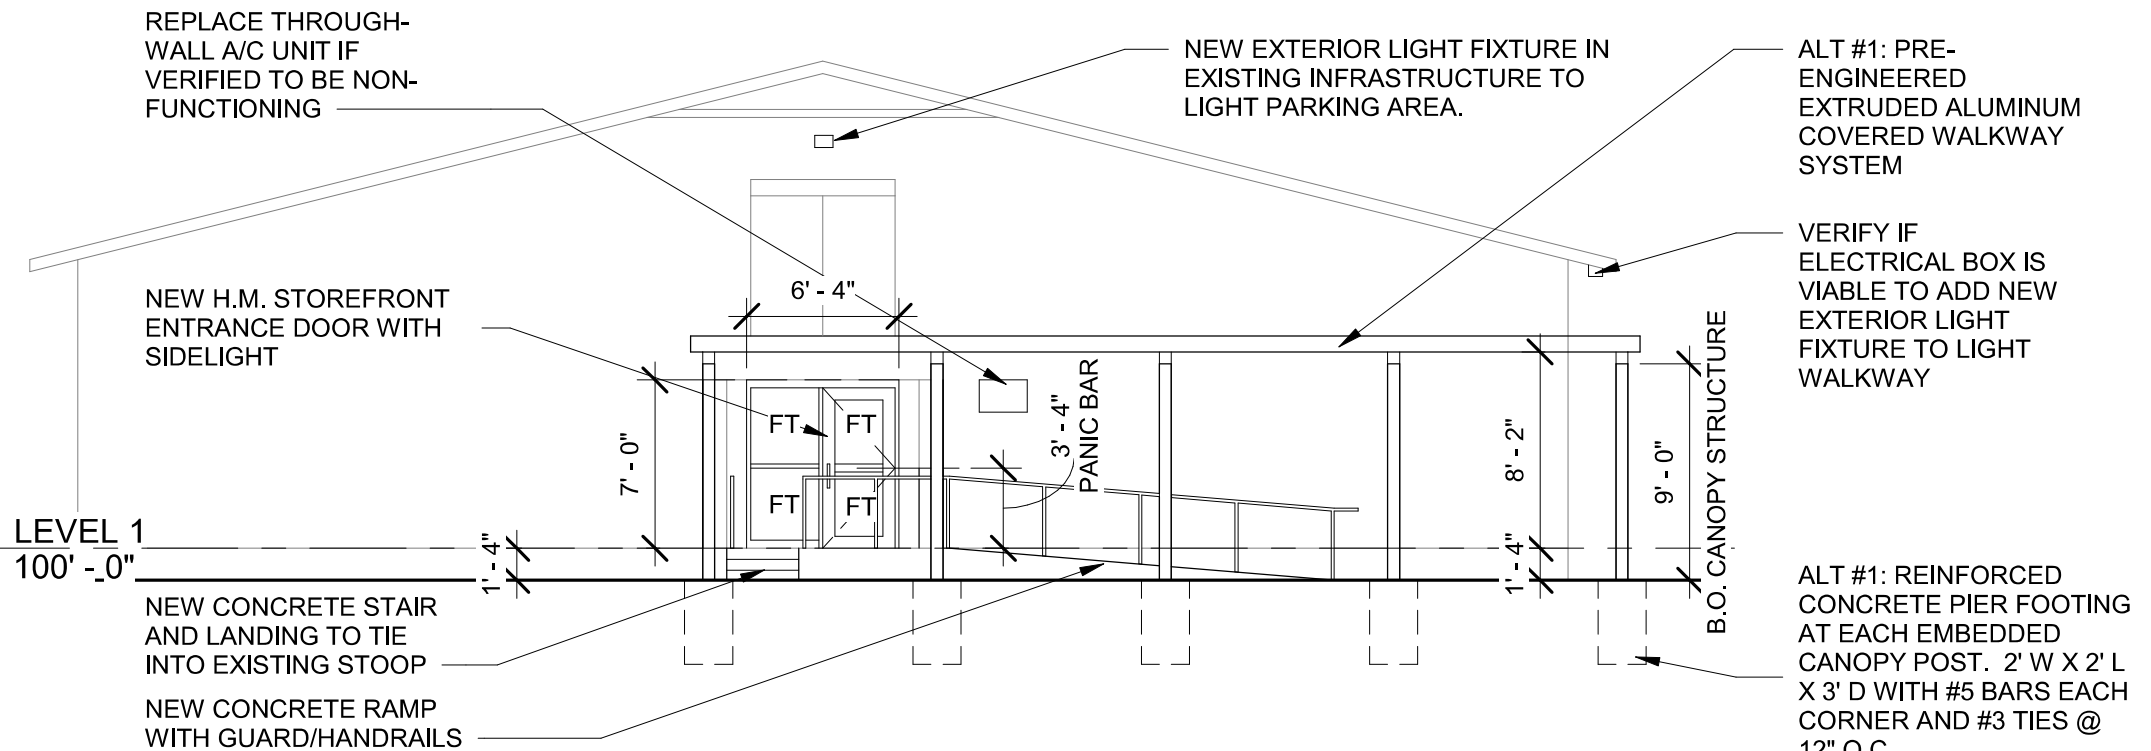 REPLACE THROUGH-
WALL A/C UNIT IF
VERIFIED TO BE NON-
FUNCTIONING
NEW EXTERIOR LIGHT FIXTURE IN
EXISTING INFRASTRUCTURE TO
LIGHT PARKING AREA.
ALT #1: PRE-
ENGINEERED
EXTRUDED ALUMINUM
COVERED WALKWAY
SYSTEM
VERIFY IF
ELECTRICAL BOX IS
VIABLE TO ADD NEW
EXTERIOR LIGHT
FIXTURE TO LIGHT
WALKWAY
NEW H.M. STOREFRONT
ENTRANCE DOOR WITH
SIDELIGHT
6' - 4"
7' - 0"
FT
FT
FT
FT
3' - 4"
PANIC BAR
8' - 2"
9' - 0"
B.O. CANOPY STRUCTURE
LEVEL 1
100' - 0"
1' - 4"
1' - 4"
NEW CONCRETE STAIR
AND LANDING TO TIE
INTO EXISTING STOOP
NEW CONCRETE RAMP
WITH GUARD/HANDRAILS
ALT #1: REINFORCED
CONCRETE PIER FOOTING
AT EACH EMBEDDED
CANOPY POST.  2' W X 2' L
X 3' D WITH #5 BARS EACH
CORNER AND #3 TIES @
12" O.C.